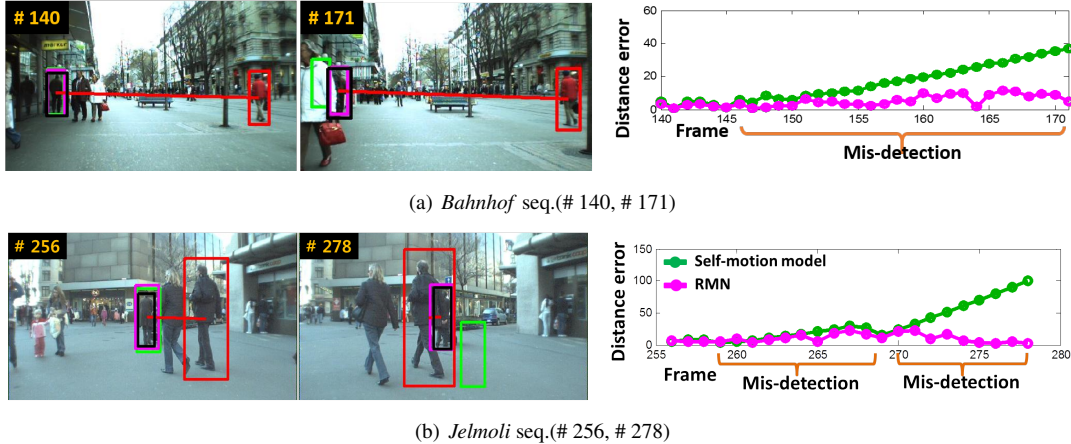 # 140
# 171
60
40
20
0
140
145
150
155
160
165
170
Distance error
Frame
Mis-detection
(a) Bahnhof seq.(# 140, # 171)
# 256
# 278
150
100
50
0
255
260
265
270
275
280
Distance error
Self-motion model
RMN
Frame
Mis-detection
Mis-detection
(b) Jelmoli seq.(# 256, # 278)